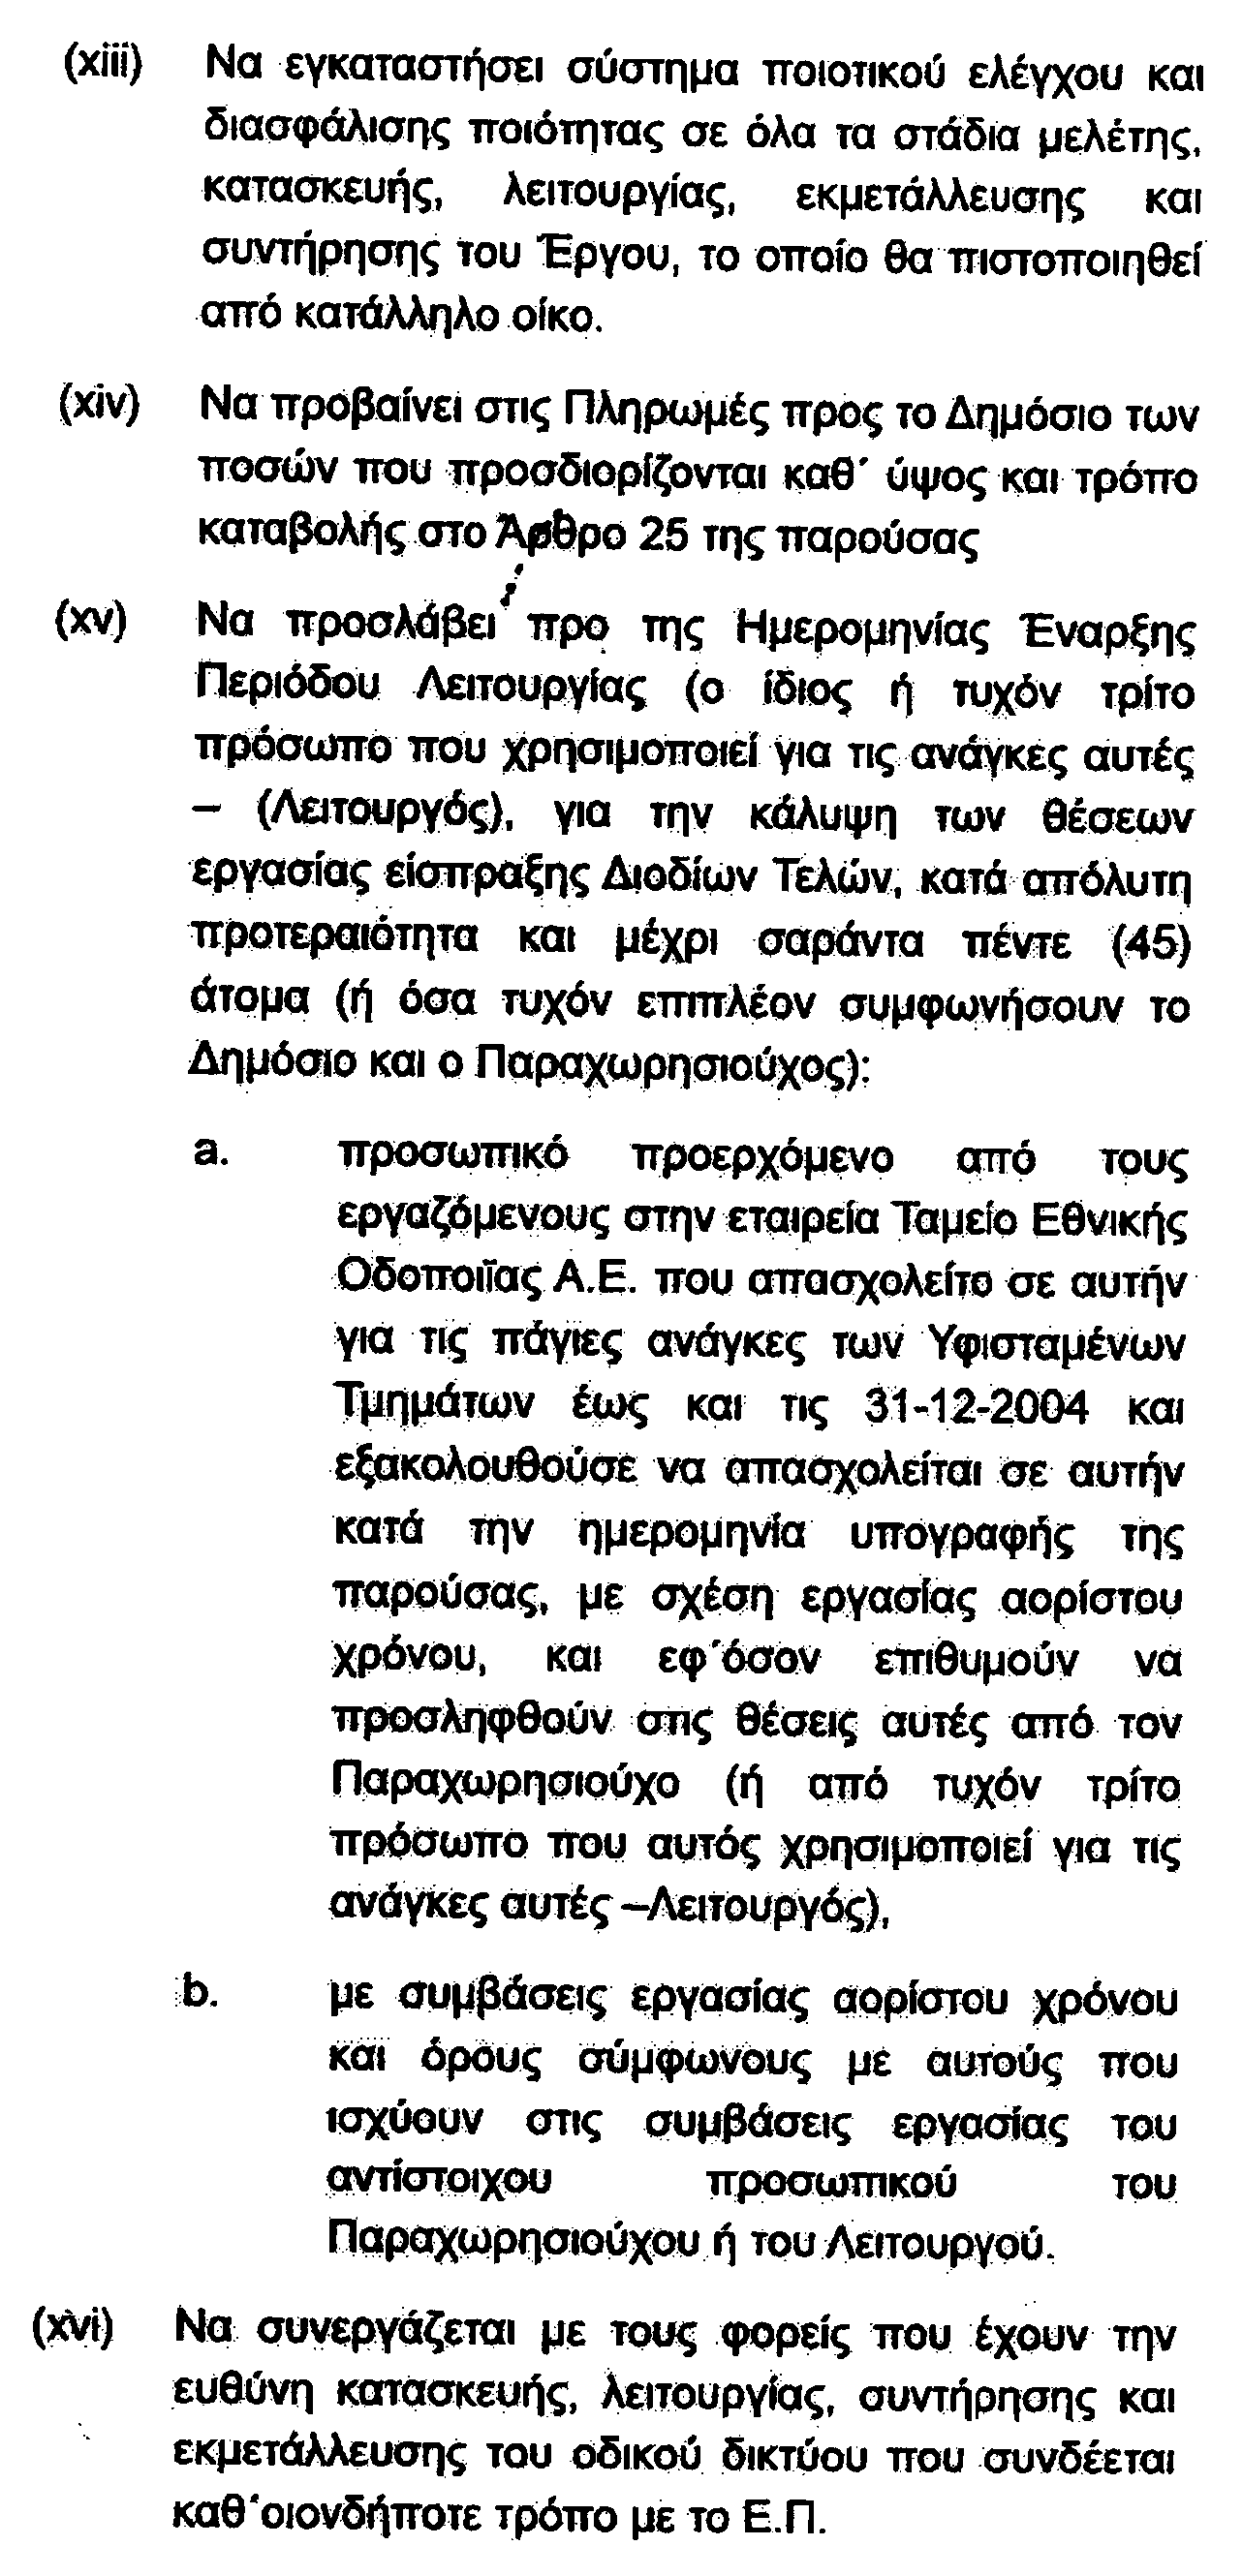 (xiii) Να εγκαταστήσει σύστημα ποιοτικού ελέγχου και
διασφάλισης ποιότητας σε όλα τα στάδια μελέτης,
κατασκευής, λειτουργίας, εκμετάλλευσης και
συντήρησης του Έργου, το οποίο θα πιστοποιηθεί
από κατάλληλο οίκο.
(xiv) Να προβαίνει στις Πληρωμές προς το Δημόσιο των
ποσών που προσδιορίζονται καθ΄ ύψος και τρόπο
καταβολής στο Άρθρο 25 της παρούσας
(xv) Να προσλάβει προ της Ημερομηνίας Έναρξης
Περιόδου Λειτουργίας (ο ίδιος ή τυχόν τρίτο
πρόσωπο που χρησιμοποιεί για τις ανάγκες αυτές
– (Λειτουργός), για την κάλυψη των θέσεων
εργασίας είσπραξης Διοδίων Τελών, κατά απόλυτη
προτεραιότητα και μέχρι σαράντα πέντε (45)
άτομα (ή όσα τυχόν επιπλέον συμφωνήσουν το
Δημόσιο και ο Παραχωρησιούχος):
a. προσωπικό προερχόμενο από τους
εργαζόμενους στην εταιρεία Ταμείο Εθνικής
Οδοποιΐας Α.Ε. που απασχολείτο σε αυτήν
για τις πάγιες ανάγκες των Υφισταμένων
Τμημάτων έως και τις 31-12-2004 και
εξακολουθούσε να απασχολείται σε αυτήν
κατά την ημερομηνία υπογραφής της
παρούσας, με σχέση εργασίας αορίστου
χρόνου, και εφ΄όσον επιθυμούν να
προσληφθούν στις θέσεις αυτές από τον
Παραχωρησιούχο (ή από τυχόν τρίτο
πρόσωπο που αυτός χρησιμοποιεί για τις
ανάγκες αυτές –Λειτουργός),
b. με συμβάσεις εργασίας αορίστου χρόνου
και όρους σύμφωνους με αυτούς που
ισχύουν στις συμβάσεις εργασίας του
αντίστοιχου προσωπικού του
Παραχωρησιούχου ή του Λειτουργού.
(xvi) Να συνεργάζεται με τους φορείς που έχουν την
ευθύνη κατασκευής, λειτουργίας, συντήρησης και
εκμετάλλευσης του οδικού δικτύου που συνδέεται
καθ΄οιονδήποτε τρόπο με το Ε.Π.